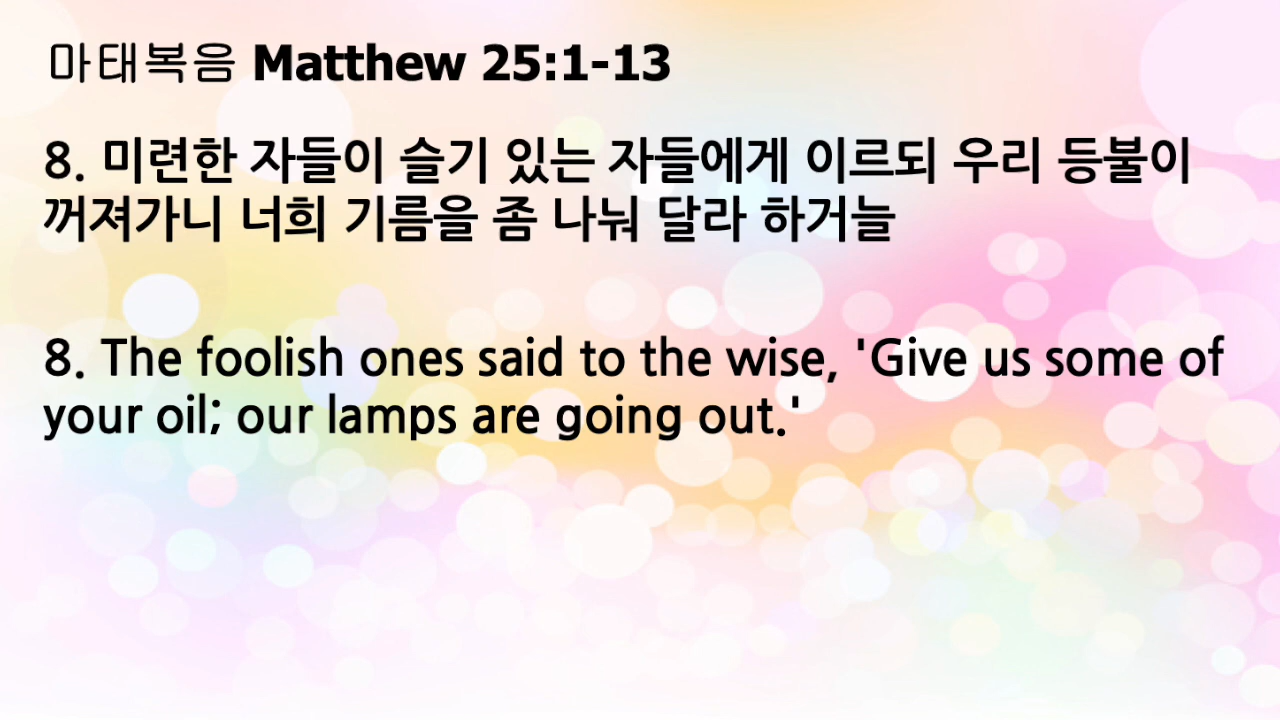 마태복음 Matthew 25:1-13
8. 미련한 자들이 슬기 있는 자들에게 이르되 우리 등불이
꺼져가니 너희 기름을 좀 나눠 달라 하거늘
8. The foolish ones said to the wise, 'Give us some of
your oil; our lamps are going out.'